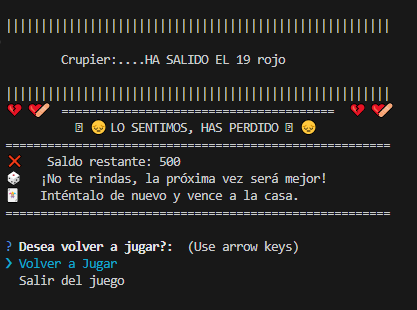 ||||||||||||||||||||||||||||||||||||||||||||||||||||||||
Crupier:....HA SALIDO EL 19 rojo
||||||||||||||||||||||||||||||||||||||||||||||||||||||||
=======================================
LO SENTIMOS, HAS PERDIDO
=======================================================
Saldo restante: 500
¡No te rindas, la próxima vez será mejor!
Inténtalo de nuevo y vence a la casa.
=======================================================
? Desea volver a jugar?: (Use arrow keys)
❯ Volver a Jugar
Salir del juego